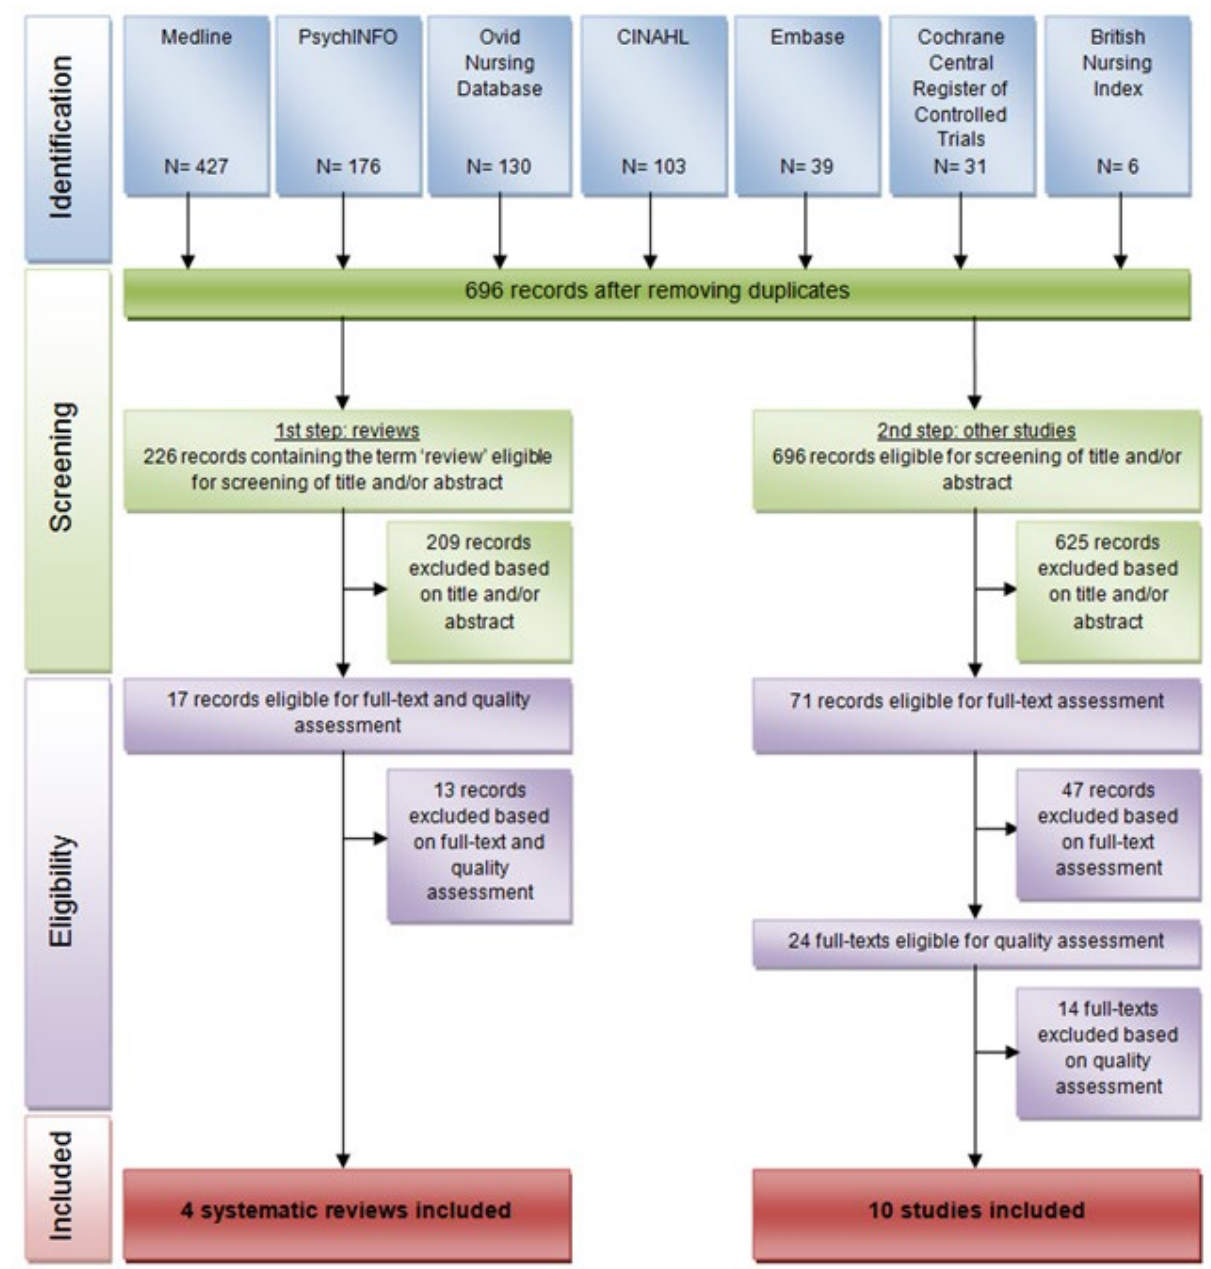 Identification
Medline
N= 427
PsychINFO
N= 176
Ovid
Nursing
Database
N= 130
CINAHL
N= 103
Embase
N= 39
Cochrane
Central
Register of
Controlled
Trials
N= 31
British
Nursing
Index
N= 6
Screening
696 records after removing duplicates
1st step: reviews
226 records containing the term ‘review’ eligible
for screening of title and/or abstract
209 records
excluded based
on title and/or
abstract
2nd step: other studies
696 records eligible for screening of title and/or
abstract
625 records
excluded based
on title and/or
abstract
Eligibility
17 records eligible for full-text and quality
assessment
13 records
excluded based
on full-text and
quality
assessment
71 records eligible for full-text assessment
47 records
excluded based
on full-text
assessment
24 full-texts eligible for quality assessment
14 full-texts
excluded based
on quality
assessment
Included
4 systematic reviews included
10 studies included